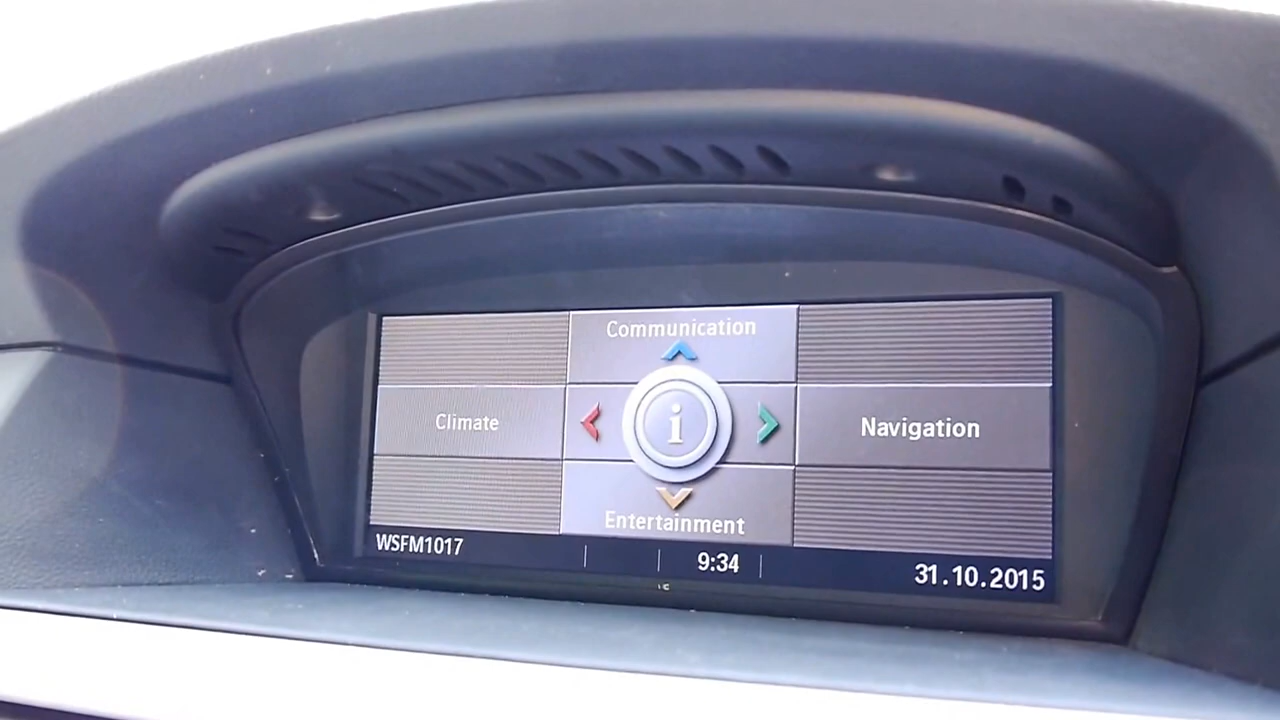 Communication
Climate
i
Navigation
Entertainment
WSFM1017
9:34
31.10.2015